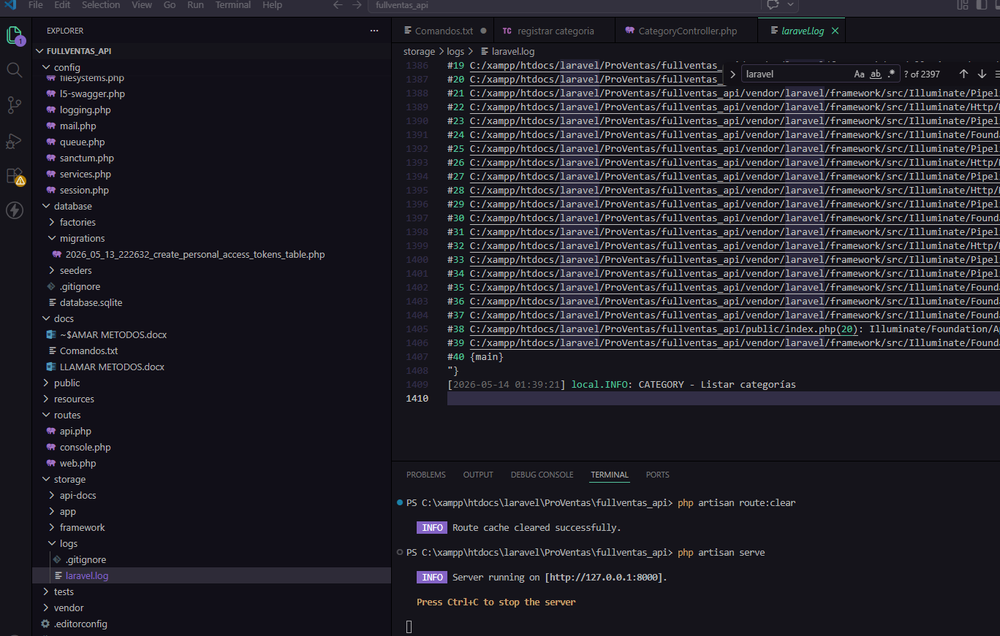 File Edit Selection View Go Run Terminal Help
fullventas_api
EXPLORER
FULLVENTAS_API
config
filesystems.php
l5-swagger.php
logging.php
mail.php
queue.php
sanctum.php
services.php
session.php
database
factories
migrations
2026_05_13_222632_create_personal_access_tokens_table.php
seeders
.gitignore
database.sqlite
docs
~$AMAR METODOS.docx
Comandos.txt
LLAMAR METODOS.docx
public
resources
routes
api.php
console.php
web.php
storage
api-docs
app
framework
logs
.gitignore
laravel.log
tests
vendor
.editorconfig
Comandos.txt
TC registrar categoria
CategoryController.php
laravel.log
storage > logs > laravel.log
laravel Aa ab .* ? of 2397
1386 #19 C:/xampp/htdocs/laravel/ProVentas/fullventas_
1387 #20 C:/xampp/htdocs/laravel/ProVentas/fullventas_
1388 #21 C:/xampp/htdocs/laravel/ProVentas/fullventas_api/vendor/laravel/framework/src/Illuminate/Pipel
1389 #22 C:/xampp/htdocs/laravel/ProVentas/fullventas_api/vendor/laravel/framework/src/Illuminate/Http/
1390 #23 C:/xampp/htdocs/laravel/ProVentas/fullventas_api/vendor/laravel/framework/src/Illuminate/Pipel
1391 #24 C:/xampp/htdocs/laravel/ProVentas/fullventas_api/vendor/laravel/framework/src/Illuminate/Found
1392 #25 C:/xampp/htdocs/laravel/ProVentas/fullventas_api/vendor/laravel/framework/src/Illuminate/Pipel
1393 #26 C:/xampp/htdocs/laravel/ProVentas/fullventas_api/vendor/laravel/framework/src/Illuminate/Http/
1394 #27 C:/xampp/htdocs/laravel/ProVentas/fullventas_api/vendor/laravel/framework/src/Illuminate/Pipel
1395 #28 C:/xampp/htdocs/laravel/ProVentas/fullventas_api/vendor/laravel/framework/src/Illuminate/Http/
1396 #29 C:/xampp/htdocs/laravel/ProVentas/fullventas_api/vendor/laravel/framework/src/Illuminate/Pipel
1397 #30 C:/xampp/htdocs/laravel/ProVentas/fullventas_api/vendor/laravel/framework/src/Illuminate/Found
1398 #31 C:/xampp/htdocs/laravel/ProVentas/fullventas_api/vendor/laravel/framework/src/Illuminate/Pipel
1399 #32 C:/xampp/htdocs/laravel/ProVentas/fullventas_api/vendor/laravel/framework/src/Illuminate/Http/
1400 #33 C:/xampp/htdocs/laravel/ProVentas/fullventas_api/vendor/laravel/framework/src/Illuminate/Pipel
1401 #34 C:/xampp/htdocs/laravel/ProVentas/fullventas_api/vendor/laravel/framework/src/Illuminate/Pipel
1402 #35 C:/xampp/htdocs/laravel/ProVentas/fullventas_api/vendor/laravel/framework/src/Illuminate/Found
1403 #36 C:/xampp/htdocs/laravel/ProVentas/fullventas_api/vendor/laravel/framework/src/Illuminate/Found
1404 #37 C:/xampp/htdocs/laravel/ProVentas/fullventas_api/vendor/laravel/framework/src/Illuminate/Found
1405 #38 C:/xampp/htdocs/laravel/ProVentas/fullventas_api/public/index.php(20): Illuminate/Foundation/Ap
1406 #39 C:/xampp/htdocs/laravel/ProVentas/fullventas_api/vendor/laravel/framework/src/Illuminate/Found
1407 #40 {main}
1408 "}
1409 [2026-05-14 01:39:21] local.INFO: CATEGORY - Listar categorías
1410
PROBLEMS OUTPUT DEBUG CONSOLE TERMINAL PORTS
PS C:\xampp\htdocs\laravel\ProVentas\fullventas_api> php artisan route:clear
INFO Route cache cleared successfully.
PS C:\xampp\htdocs\laravel\ProVentas\fullventas_api> php artisan serve
INFO Server running on [http://127.0.0.1:8000].
Press Ctrl+C to stop the server